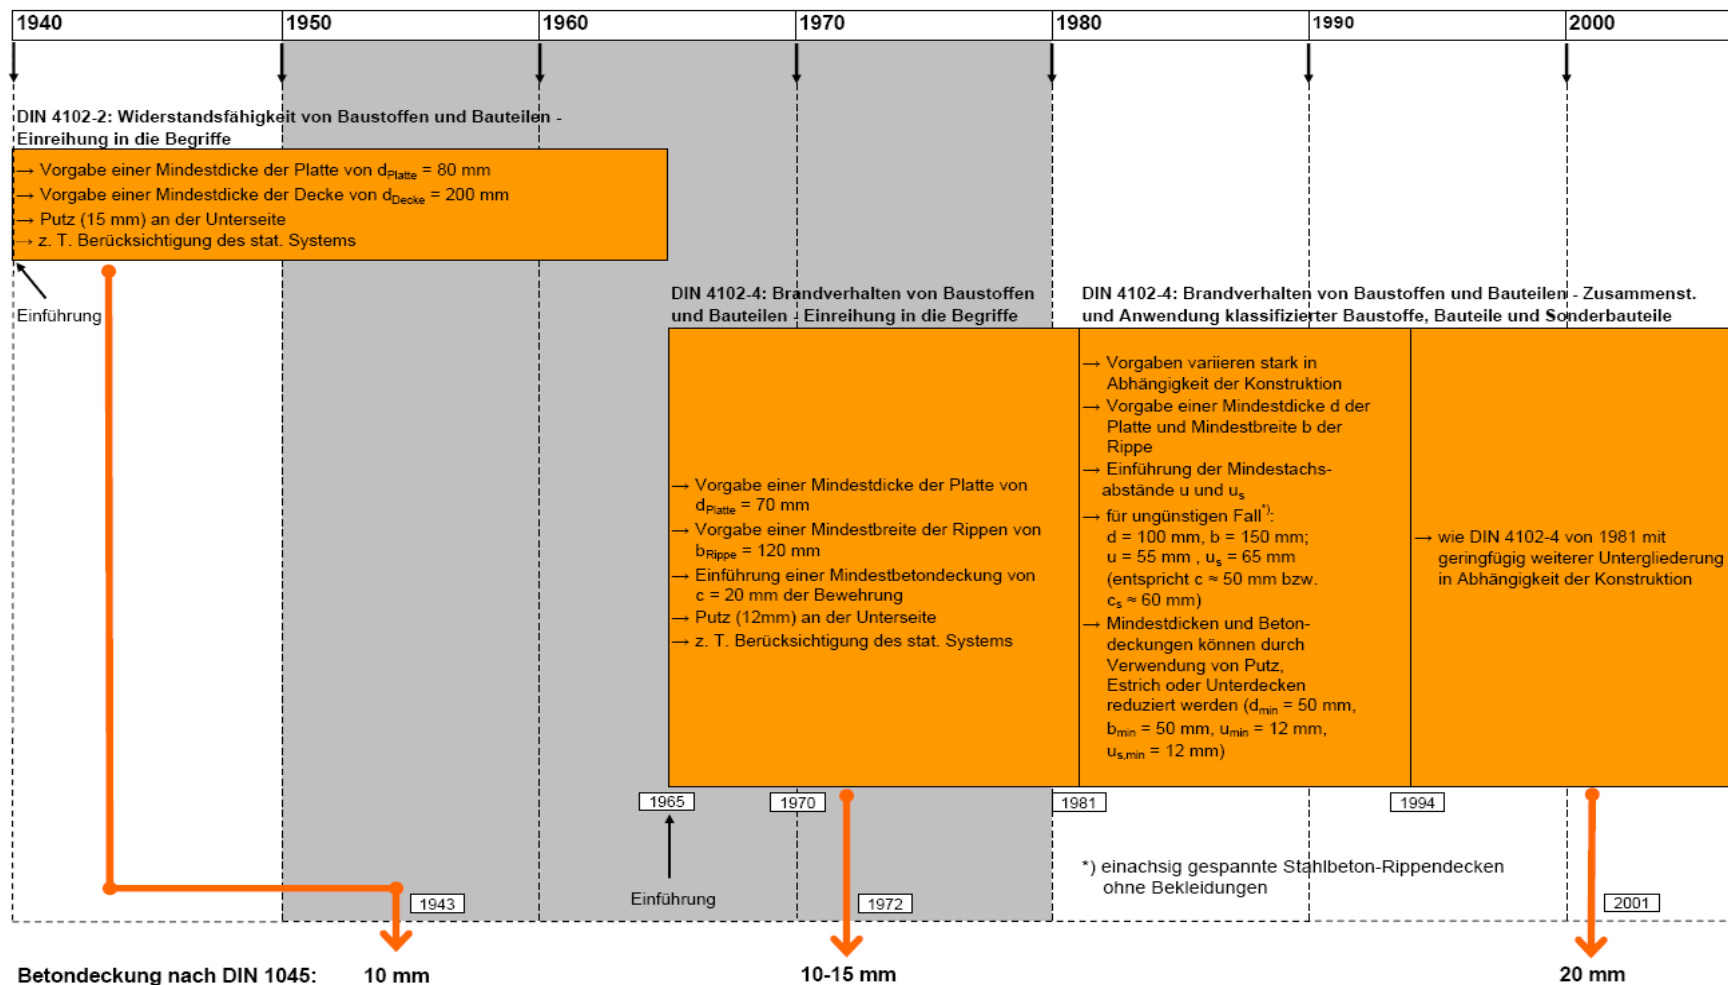 1940 1950 1960 1970 1980 1990 2000
DIN 4102-2: Widerstandsfähigkeit von Baustoffen und Bauteilen -
Einreihung in die Begriffe
→ Vorgabe einer Mindestdicke der Platte von dPlatte = 80 mm
→ Vorgabe einer Mindestdicke der Decke von dDecke = 200 mm
→ Putz (15 mm) an der Unterseite
→ z. T. Berücksichtigung des stat. Systems
Einführung
DIN 4102-4: Brandverhalten von Baustoffen
und Bauteilen - Einreihung in die Begriffe
→ Vorgabe einer Mindestdicke der Platte von
dPlatte = 70 mm
→ Vorgabe einer Mindestbreite der Rippen von
bRippe = 120 mm
→ Einführung einer Mindestbetondeckung von
c = 20 mm der Bewehrung
→ Putz (12mm) an der Unterseite
→ z. T. Berücksichtigung des stat. Systems
DIN 4102-4: Brandverhalten von Baustoffen und Bauteilen - Zusammenst.
und Anwendung klassifizierter Baustoffe, Bauteile und Sonderbauteile
→ Vorgaben variieren stark in
Abhängigkeit der Konstruktion
→ Vorgabe einer Mindestdicke d der
Platte und Mindestbreite b der
Rippe
→ Einführung der Mindestachs-
abstände u und us
→ für ungünstigen Fall*):
d = 100 mm, b = 150 mm;
u = 55 mm , us = 65 mm
(entspricht c ≈ 50 mm bzw.
cs ≈ 60 mm)
→ Mindestdicken und Beton-
deckungen können durch
Verwendung von Putz,
Estrich oder Unterdecken
reduziert werden (dmin = 50 mm,
bmin = 50 mm, umin = 12 mm,
us,min = 12 mm)
→ wie DIN 4102-4 von 1981 mit
geringfügig weiterer Untergliederung
in Abhängigkeit der Konstruktion
1965 1970 1981 1994
Einführung
*) einachsig gespannte Stahlbeton-Rippendecken
ohne Bekleidungen
1943 1972 2001
Betondeckung nach DIN 1045: 10 mm 10-15 mm 20 mm